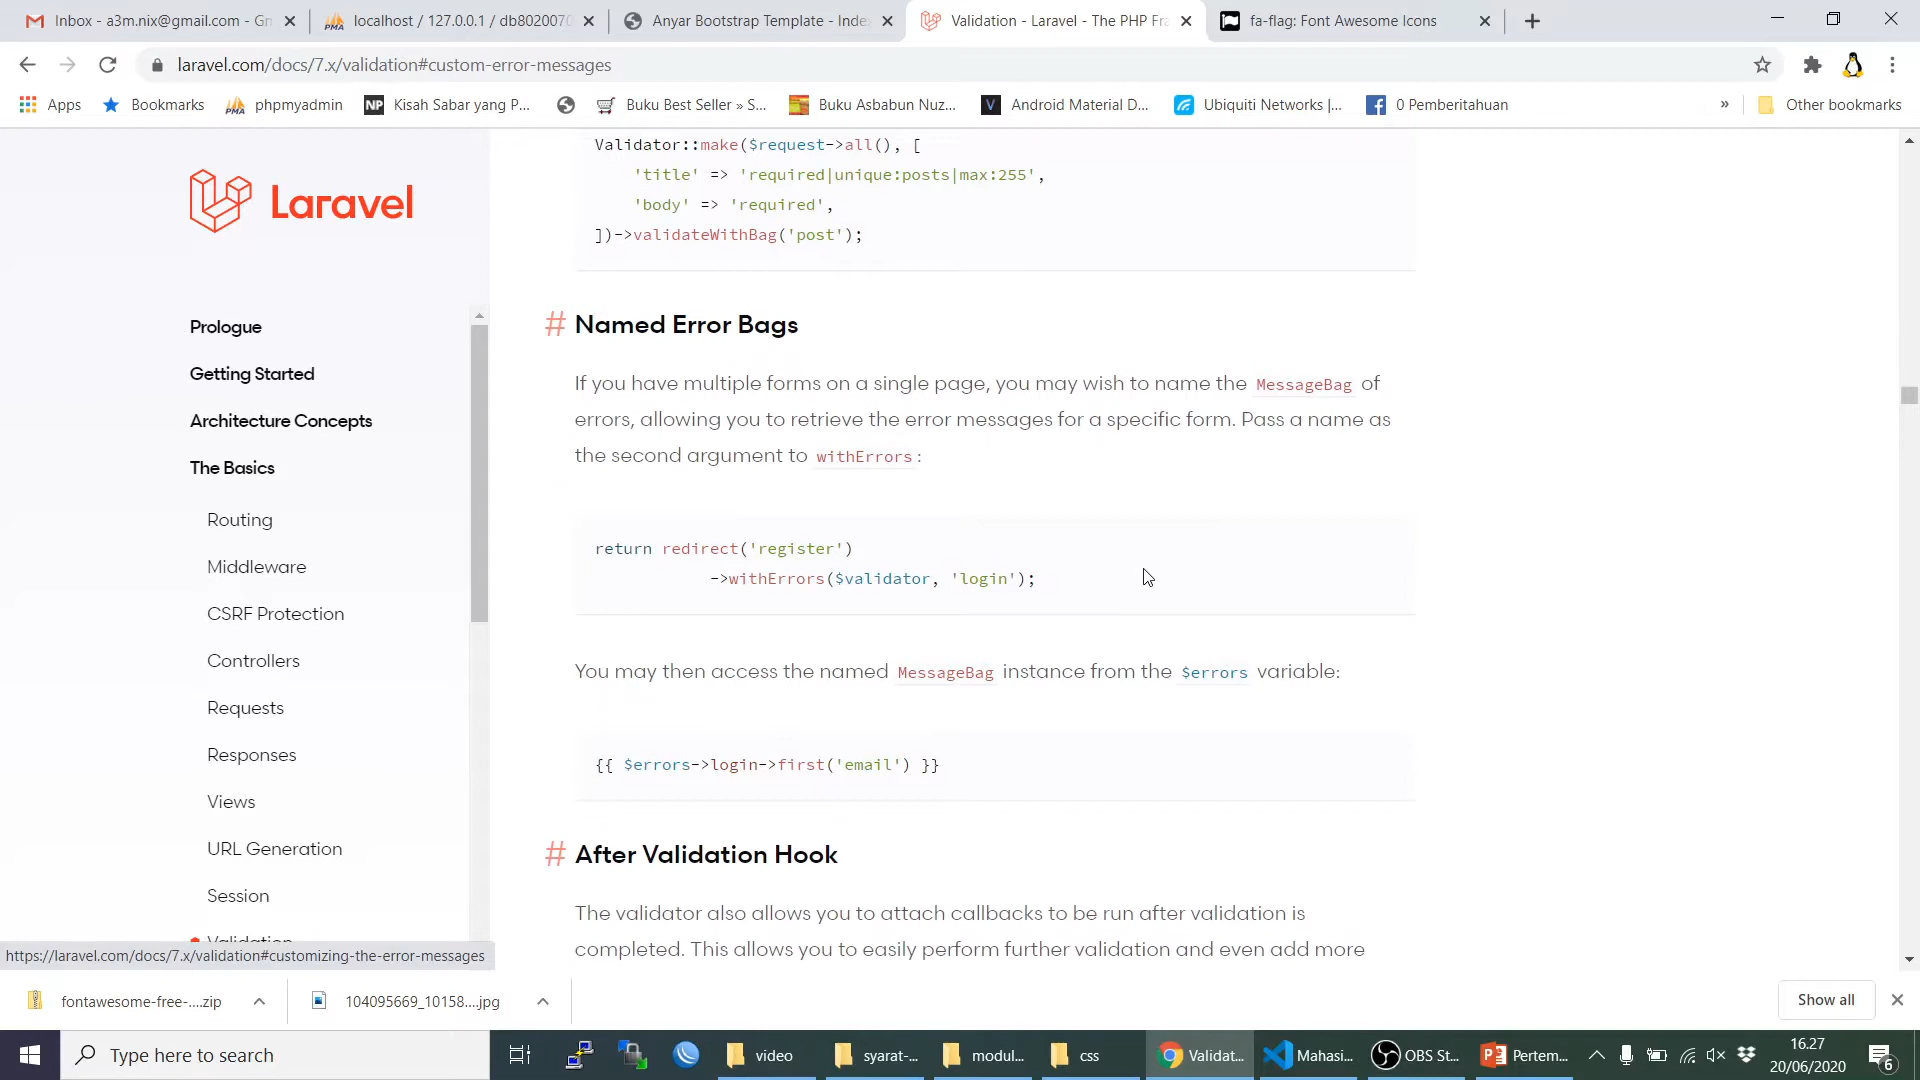 Inbox - a3m.nix@gmail.com - Gm
localhost / 127.0.0.1 / db8020070
Anyar Bootstrap Template - Index
Validation - Laravel - The PHP Fra
fa-flag: Font Awesome Icons
laravel.com/docs/7.x/validation#custom-error-messages
Apps
Bookmarks
phpmyadmin
NP Kisah Sabar yang P...
Buku Best Seller » S...
Buku Asbabun Nuz...
V Android Material D...
Ubiquiti Networks |...
0 Pemberitahuan
»
Other bookmarks
Laravel
Prologue
Getting Started
Architecture Concepts
The Basics
Routing
Middleware
CSRF Protection
Controllers
Requests
Responses
Views
URL Generation
Session
Validation
Validator::make($request->all(), [
'title' => 'required|unique:posts|max:255',
'body' => 'required',
])->validateWithBag('post');
# Named Error Bags
If you have multiple forms on a single page, you may wish to name the MessageBag of
errors, allowing you to retrieve the error messages for a specific form. Pass a name as
the second argument to withErrors:
return redirect('register')
->withErrors($validator, 'login');
You may then access the named MessageBag instance from the $errors variable:
{{ $errors->login->first('email') }}
# After Validation Hook
The validator also allows you to attach callbacks to be run after validation is
completed. This allows you to easily perform further validation and even add more
https://laravel.com/docs/7.x/validation#customizing-the-error-messages
fontawesome-free-....zip
104095669_10158....jpg
Show all
Type here to search
video
syarat-...
modul...
css
Validat...
Mahasi...
OBS St...
Pertem...
16.27
20/06/2020
6